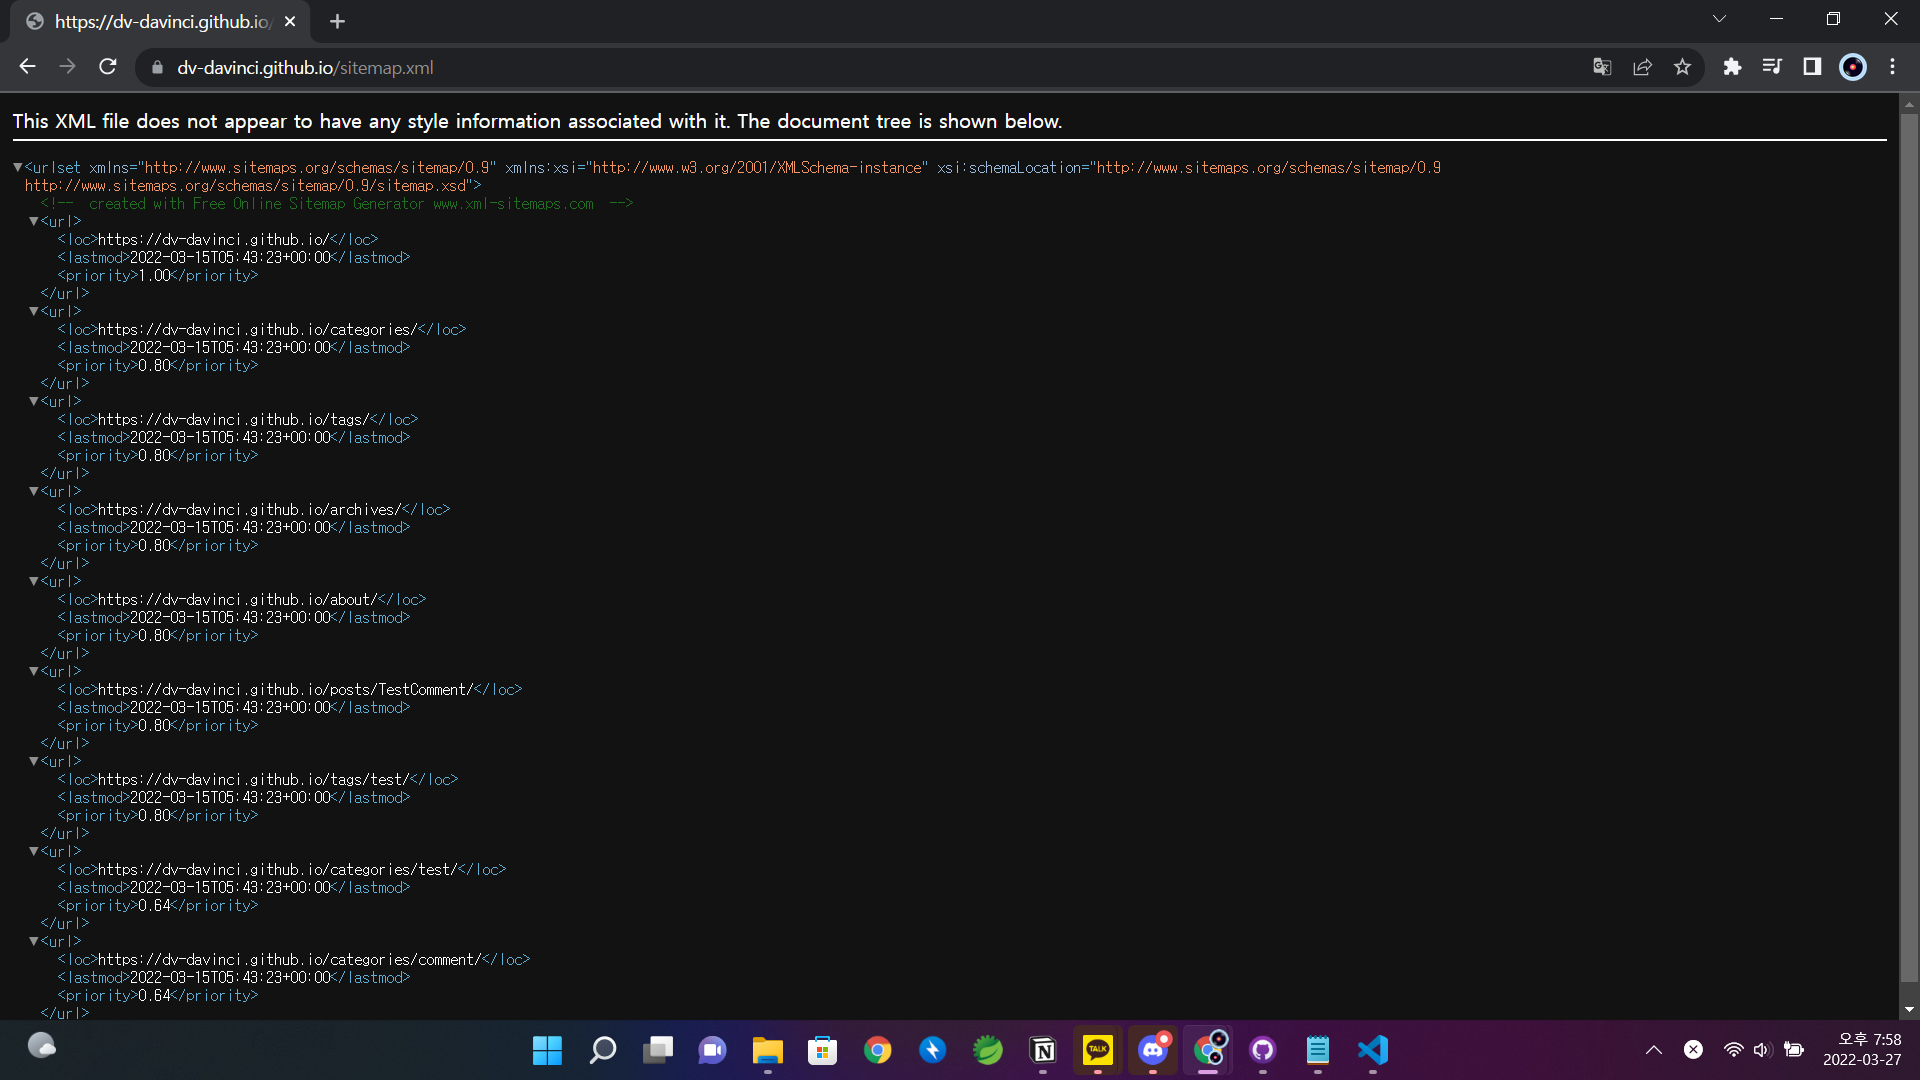 https://dv-davinci.github.io/
dv-davinci.github.io/sitemap.xml
This XML file does not appear to have any style information associated with it. The document tree is shown below.
▼<urlset xmlns="http://www.sitemaps.org/schemas/sitemap/0.9" xmlns:xsi="http://www.w3.org/2001/XMLSchema-instance" xsi:schemaLocation="http://www.sitemaps.org/schemas/sitemap/0.9
http://www.sitemaps.org/schemas/sitemap/0.9/sitemap.xsd">
<!-- created with Free Online Sitemap Generator www.xml-sitemaps.com -->
▼<url>
<loc>https://dv-davinci.github.io/</loc>
<lastmod>2022-03-15T05:43:23+00:00</lastmod>
<priority>1.00</priority>
</url>
▼<url>
<loc>https://dv-davinci.github.io/categories/</loc>
<lastmod>2022-03-15T05:43:23+00:00</lastmod>
<priority>0.80</priority>
</url>
▼<url>
<loc>https://dv-davinci.github.io/tags/</loc>
<lastmod>2022-03-15T05:43:23+00:00</lastmod>
<priority>0.80</priority>
</url>
▼<url>
<loc>https://dv-davinci.github.io/archives/</loc>
<lastmod>2022-03-15T05:43:23+00:00</lastmod>
<priority>0.80</priority>
</url>
▼<url>
<loc>https://dv-davinci.github.io/about/</loc>
<lastmod>2022-03-15T05:43:23+00:00</lastmod>
<priority>0.80</priority>
</url>
▼<url>
<loc>https://dv-davinci.github.io/posts/TestComment/</loc>
<lastmod>2022-03-15T05:43:23+00:00</lastmod>
<priority>0.80</priority>
</url>
▼<url>
<loc>https://dv-davinci.github.io/tags/test/</loc>
<lastmod>2022-03-15T05:43:23+00:00</lastmod>
<priority>0.80</priority>
</url>
▼<url>
<loc>https://dv-davinci.github.io/categories/test/</loc>
<lastmod>2022-03-15T05:43:23+00:00</lastmod>
<priority>0.64</priority>
</url>
▼<url>
<loc>https://dv-davinci.github.io/categories/comment/</loc>
<lastmod>2022-03-15T05:43:23+00:00</lastmod>
<priority>0.64</priority>
</url>
TALK
오후 7:58
2022-03-27